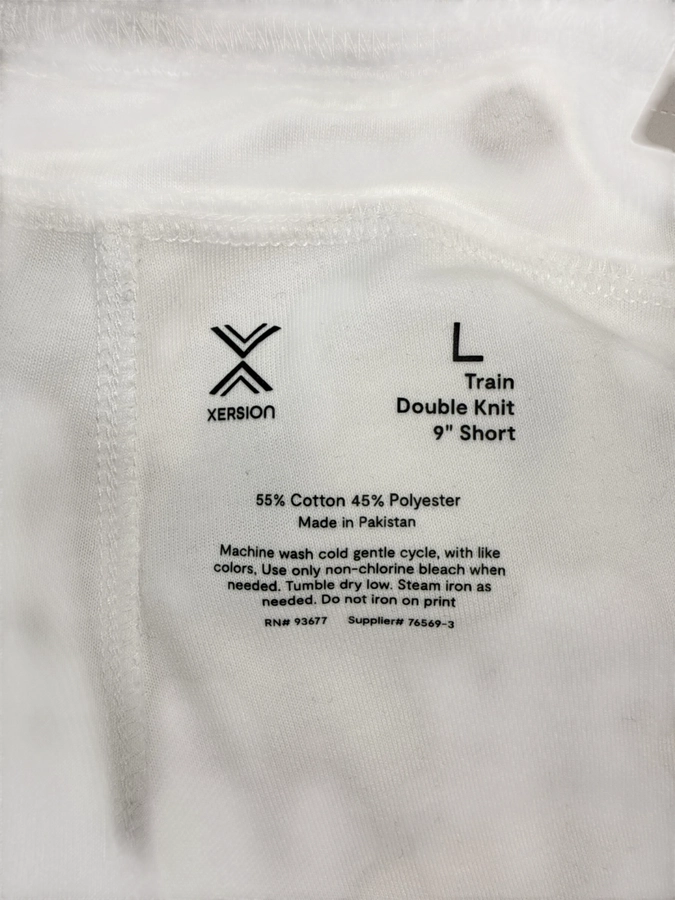 XERSION
L
Train
Double Knit
9" Short
55% Cotton 45% Polyester
Made in Pakistan
Machine wash cold gentle cycle, with like
colors, Use only non-chlorine bleach when
needed. Tumble dry low. Steam iron as
needed. Do not iron on print
RN# 93677 Supplier# 76569-3